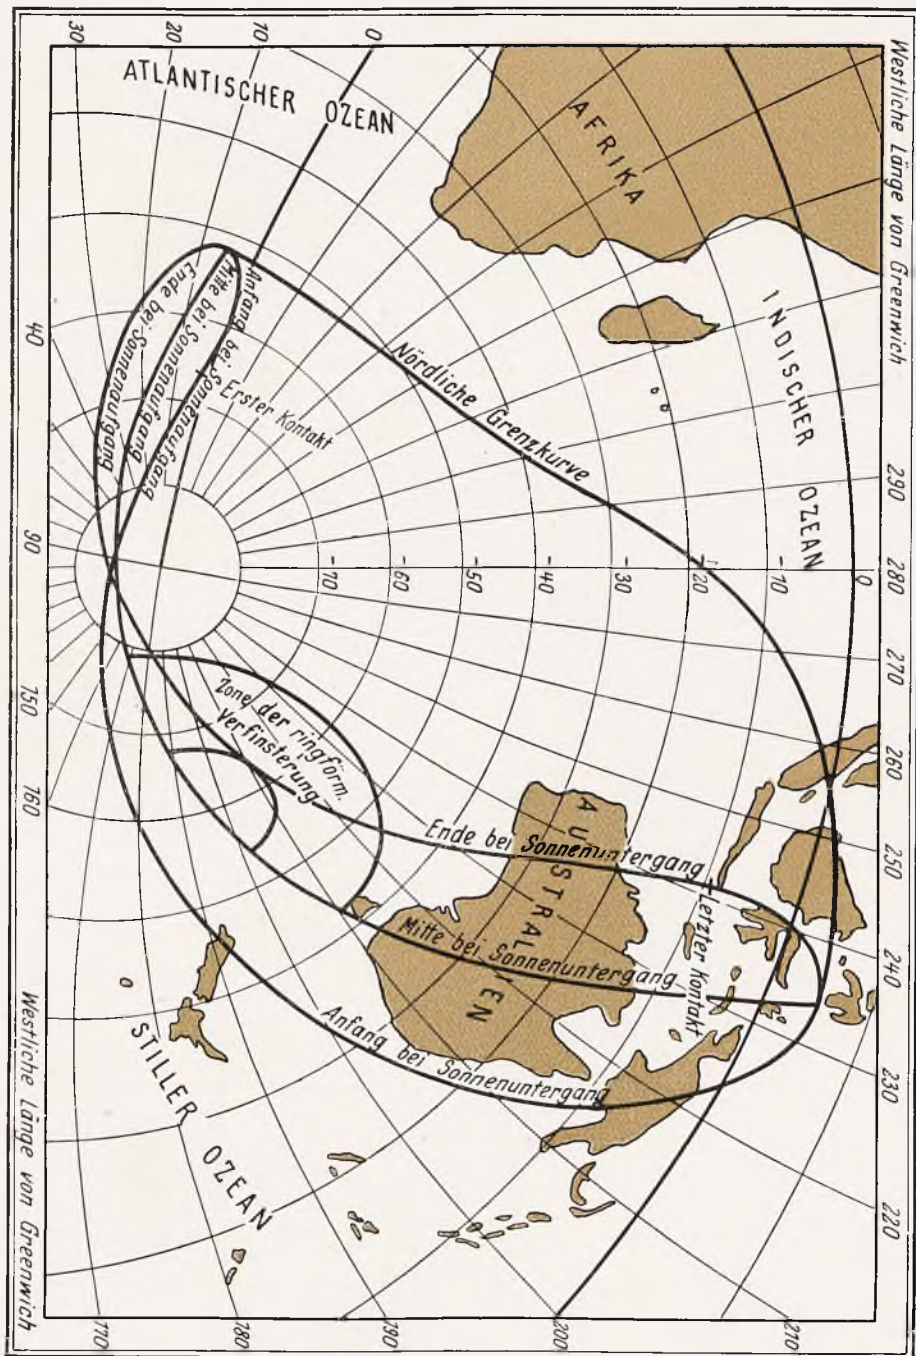 Westliche Länge von Greenwich
30
20
10
0
ATLANTISCHER OZEAN
AFRIKA
INDISCHER OZEAN
Nördliche Grenzkurve
Anfang bei Sonnenaufgang
Mitte bei Sonnenaufgang
Ende bei Sonnenaufgang
Erster Kontakt
40
90
150
160
290
280
270
260
250
240
230
220
210
200
190
180
170
-70
-60
-50
-40
-30
-20
-10
0
Zone der ringförm.
Verfinsterung
Ende bei Sonnenuntergang
AUSTRALIEN
Mitte bei Sonnenuntergang
Letzter Kontakt
Anfang bei Sonnenuntergang
STILLER OZEAN
Westliche Länge von Greenwich